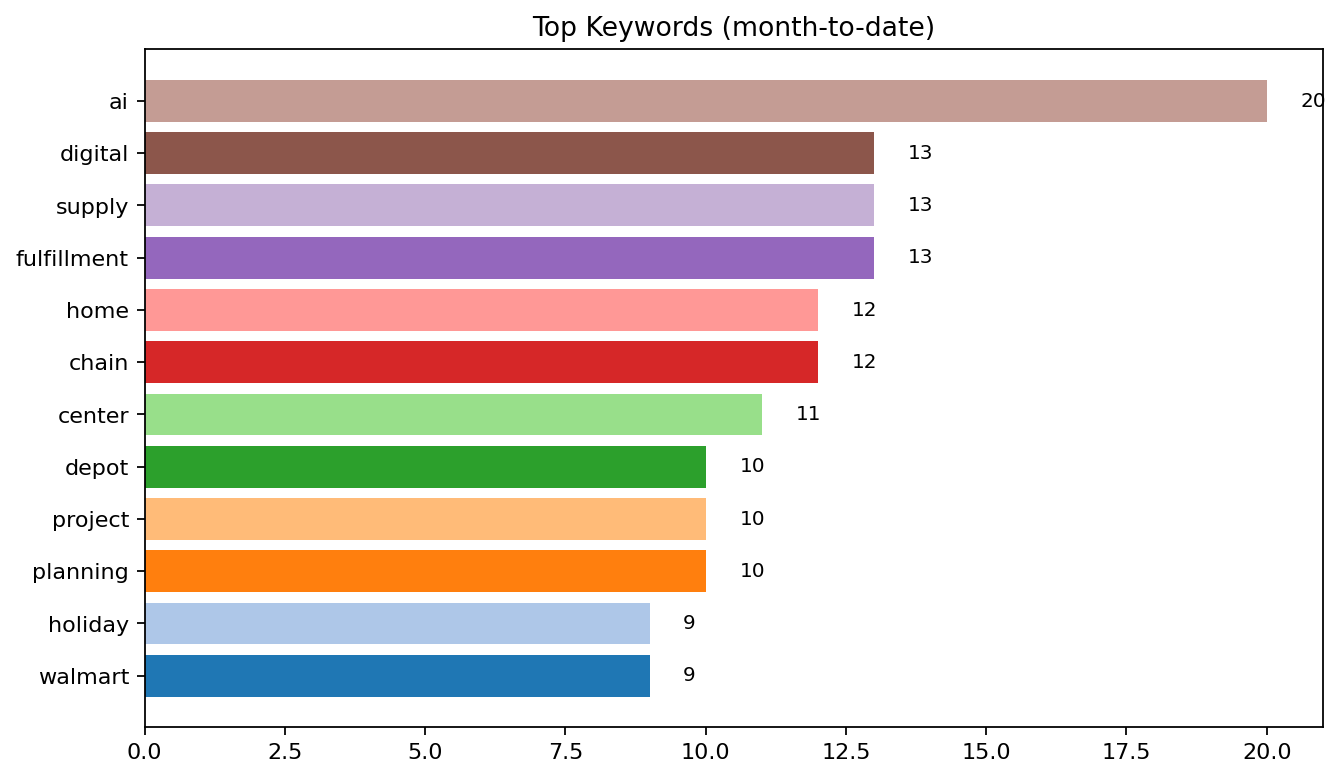 Top Keywords (month-to-date)
ai 20
digital 13
supply 13
fulfillment 13
home 12
chain 12
center 11
depot 10
project 10
planning 10
holiday 9
walmart 9
0.0 2.5 5.0 7.5 10.0 12.5 15.0 17.5 20.0